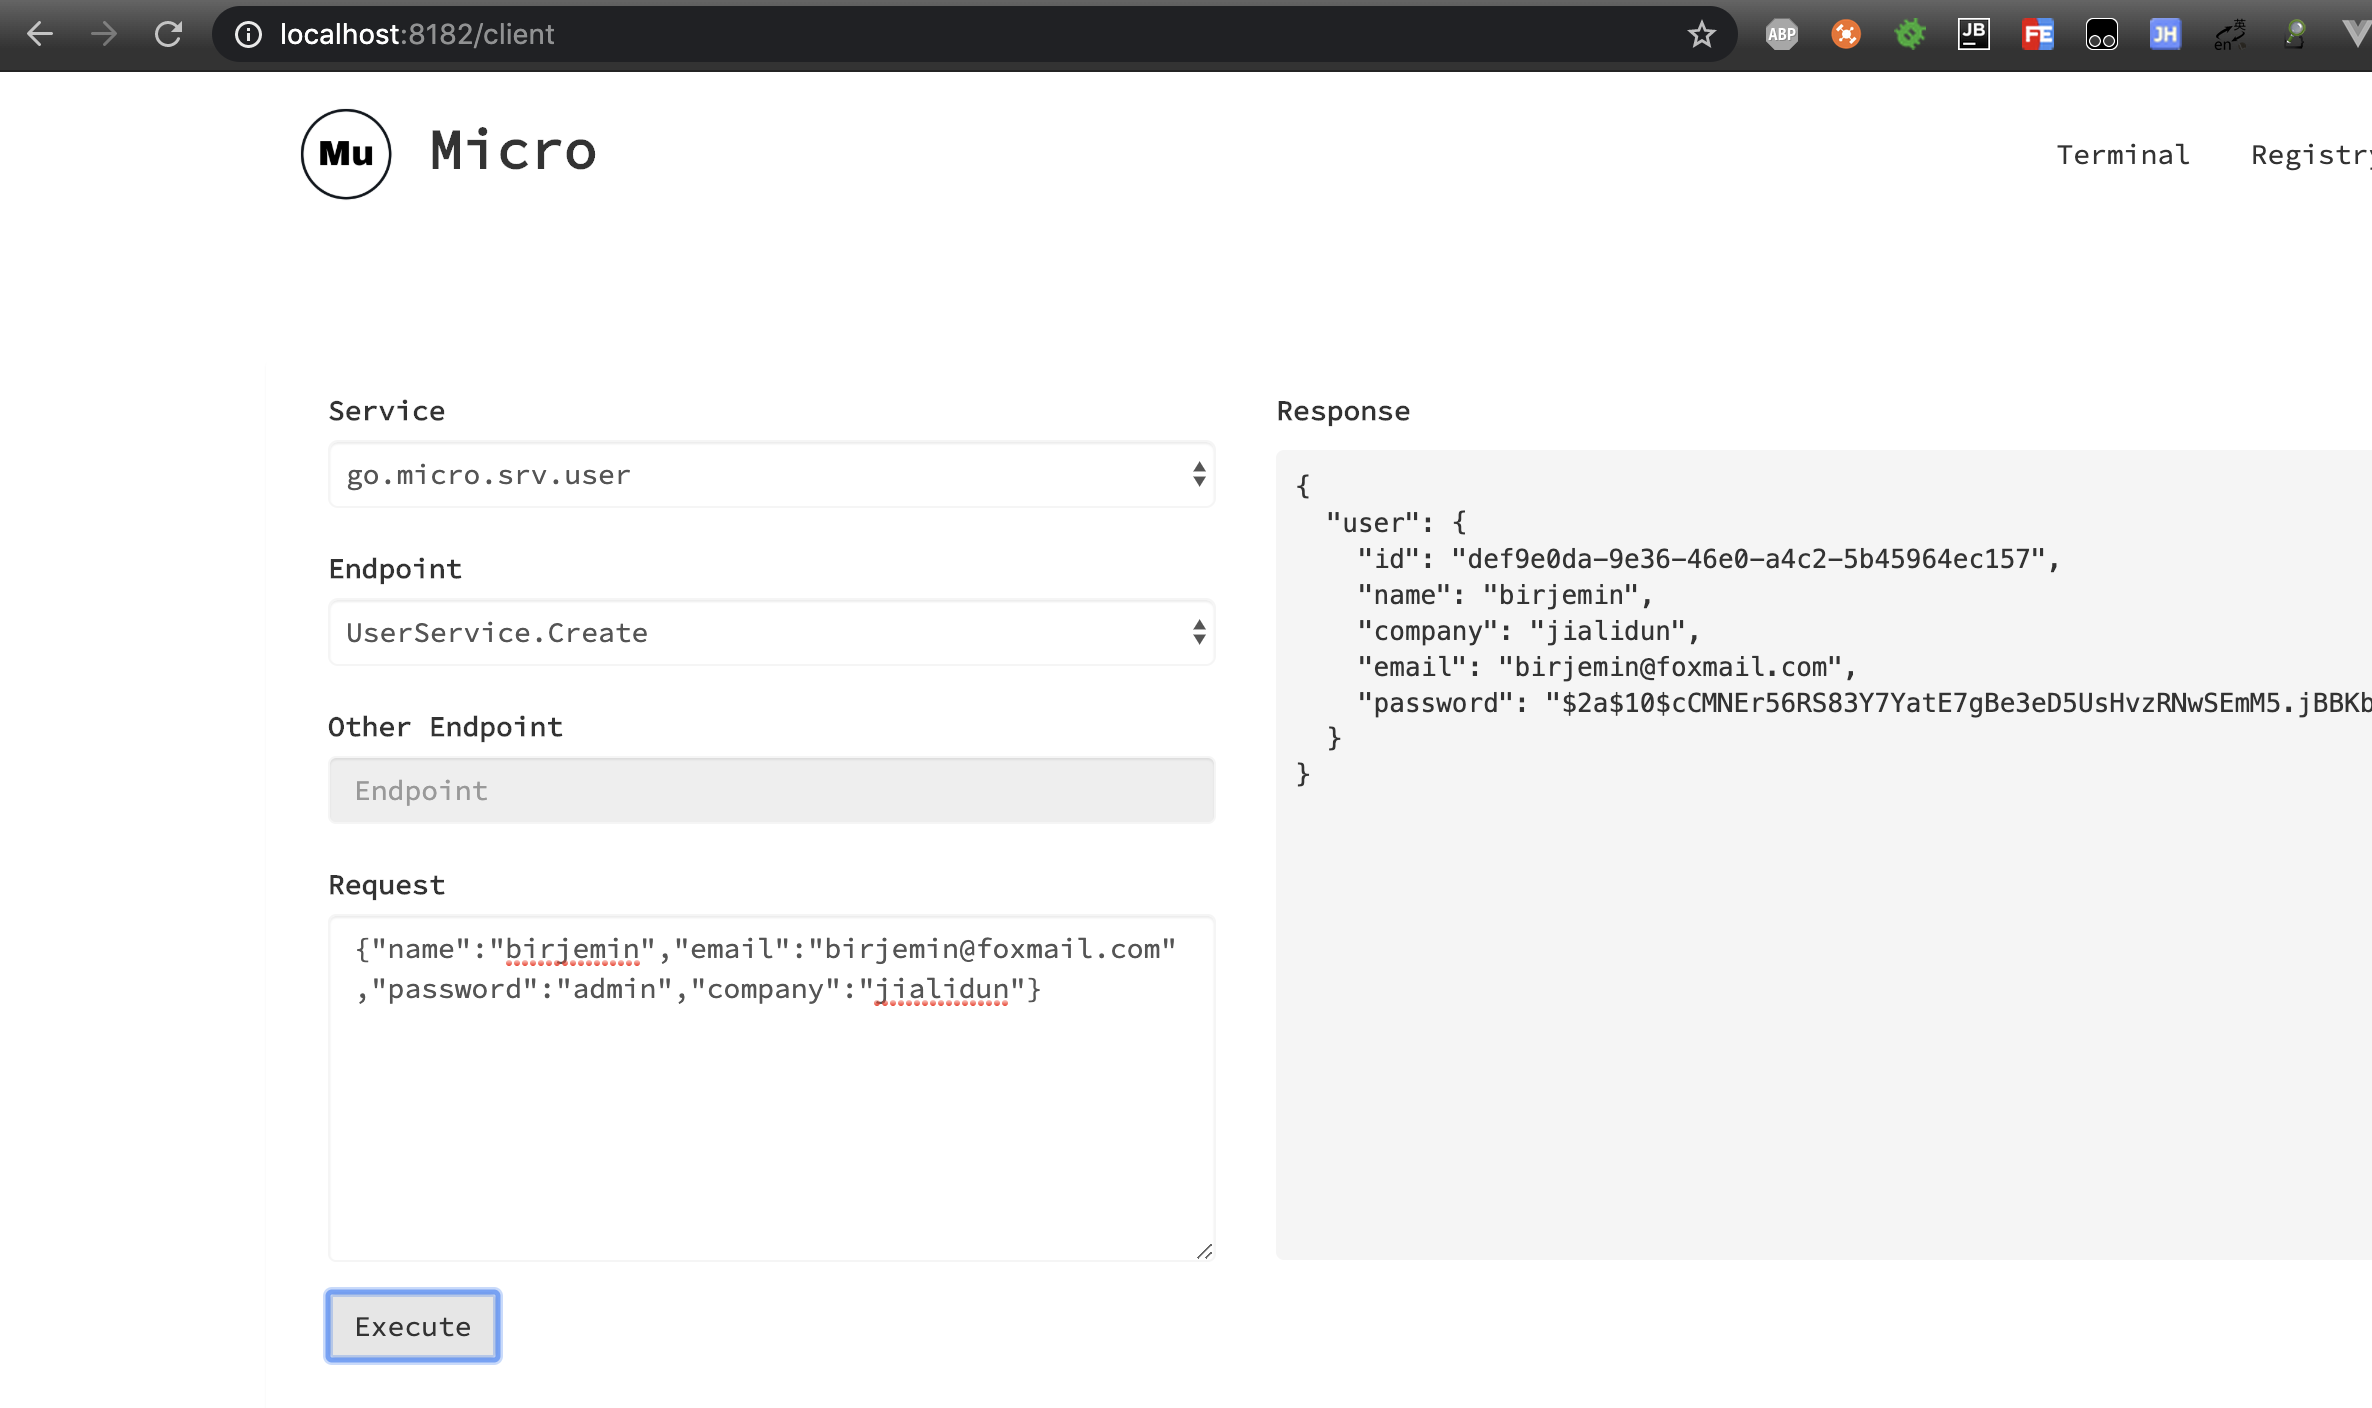 localhost:8182/client
ABP
JB
FE
JH
英
en
Mu
Micro
Terminal
Service
go.micro.srv.user
Endpoint
UserService.Create
Other Endpoint
Endpoint
Request
{"name":"birjemin","email":"birjemin@foxmail.com"
,"password":"admin","company":"jialidun"}
Execute
Response
{
"user": {
"id": "def9e0da-9e36-46e0-a4c2-5b45964ec157",
"name": "birjemin",
"company": "jialidun",
"email": "birjemin@foxmail.com",
"password": "$2a$10$cCMNEr56RS83Y7YatE7gBe3eD5UsHvzRNwSEmM5.jBBKb
}
}